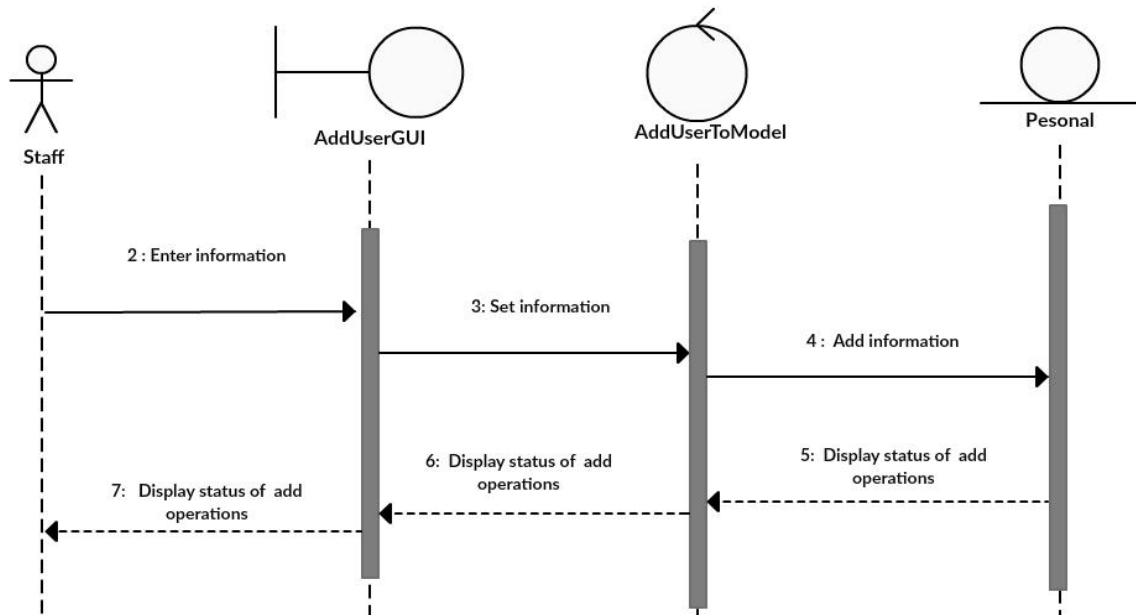 Staff
AddUserGUI
AddUserToModel
Pesonal
2 : Enter information
3: Set information
4 : Add information
5: Display status of add
operations
6: Display status of add
operations
7: Display status of add
operations